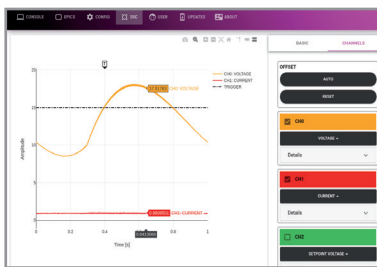 CONSOLE EPICS CONFIG OSC USER UPDATES ABOUT
BASIC CHANNELS
OFFSET
AUTO
RESET
CH0
VOLTAGE
Details
CH1
CURRENT
Details
CH2
SETPOINT VOLTAGE
T
CH0: VOLTAGE
CH1: CURRENT
TRIGGER
CH0: VOLTAGE
CH1: CURRENT
Amplitude
25
20
15
10
5
0
0 0.2 0.4 0.6 0.8 1
Time [s]